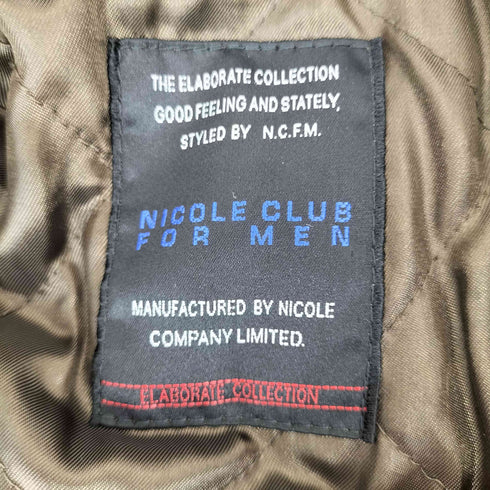 THE ELABORATE COLLECTION
GOOD FEELING AND STATELY,
STYLED BY N.C.F.M.
NICOLE CLUB
FOR MEN
MANUFACTURED BY NICOLE
COMPANY LIMITED.
ELABORATE COLLECTION